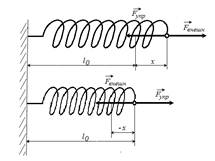 F упр
F внешн
l₀ x
F внешн
F упр
-x
l₀